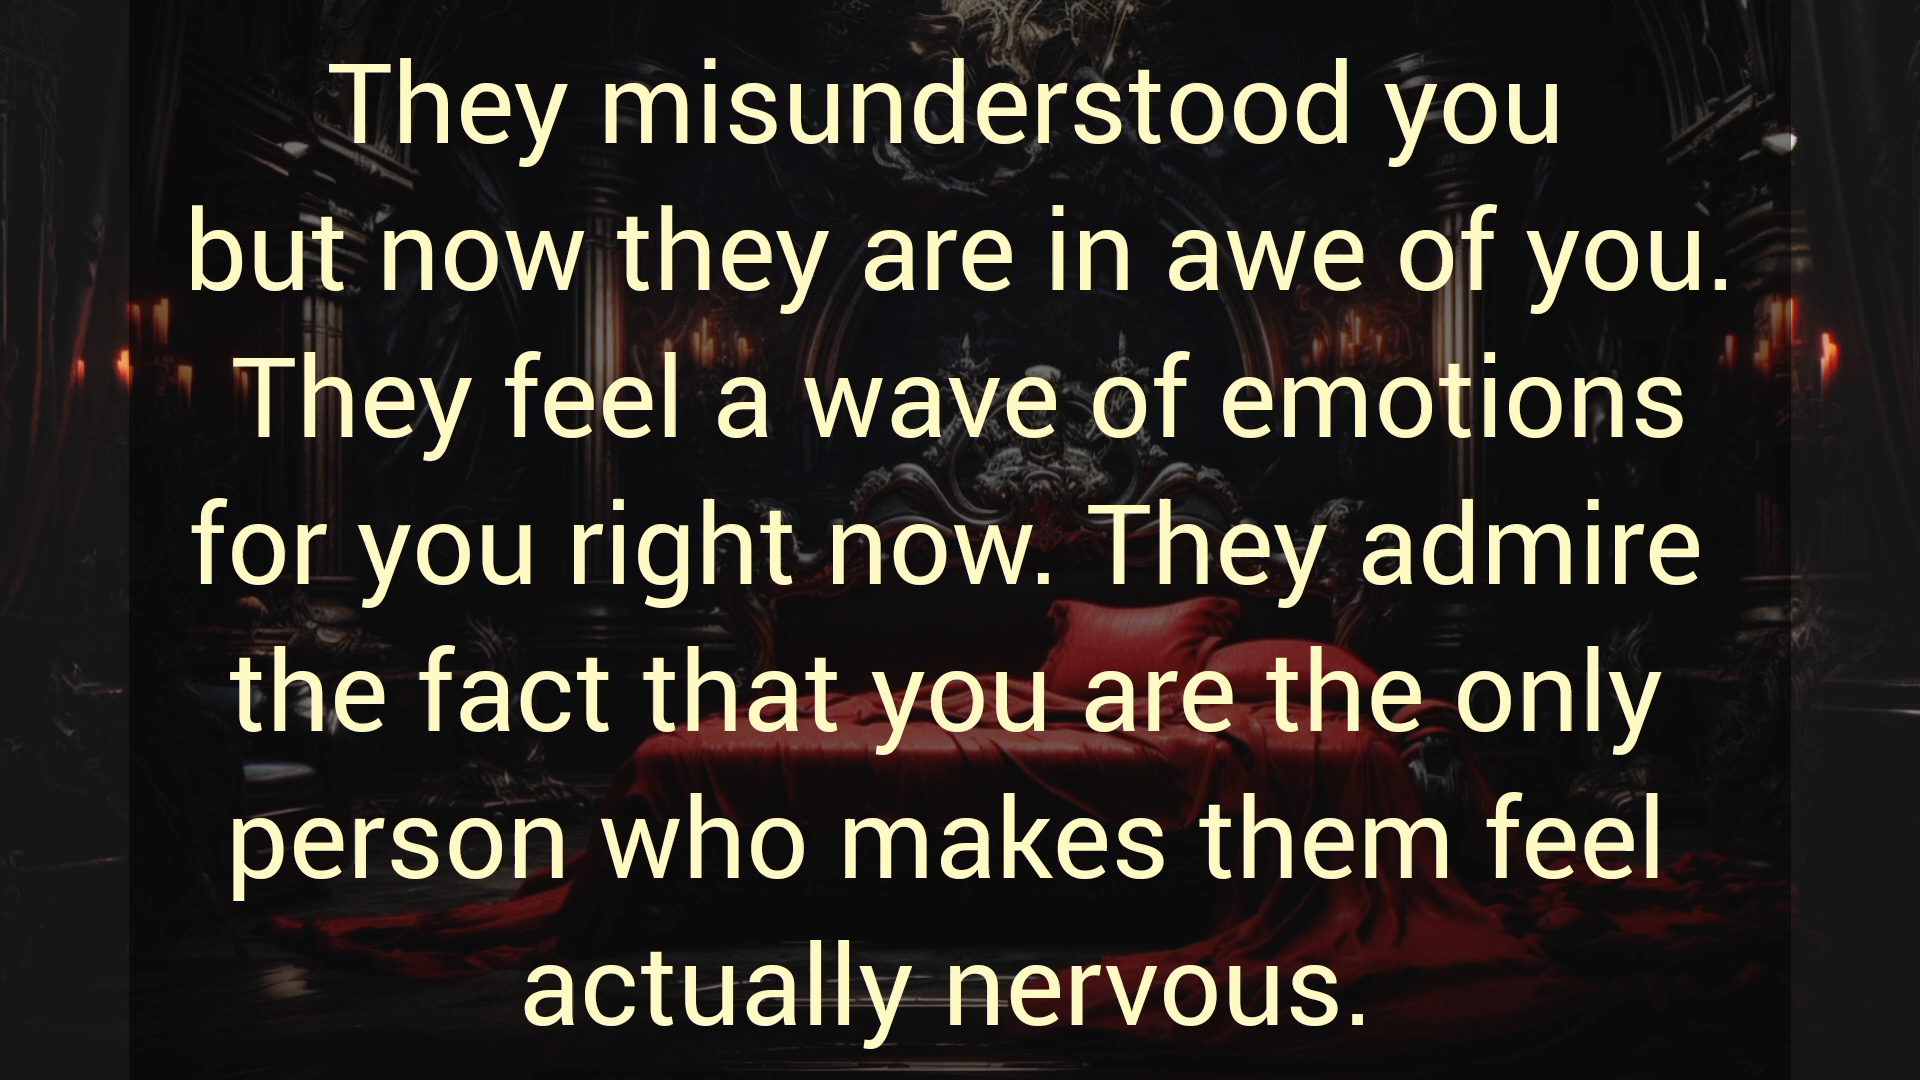 They misunderstood you
but now they are in awe of you.
They feel a wave of emotions
for you right now. They admire
the fact that you are the only
person who makes them feel
actually nervous.